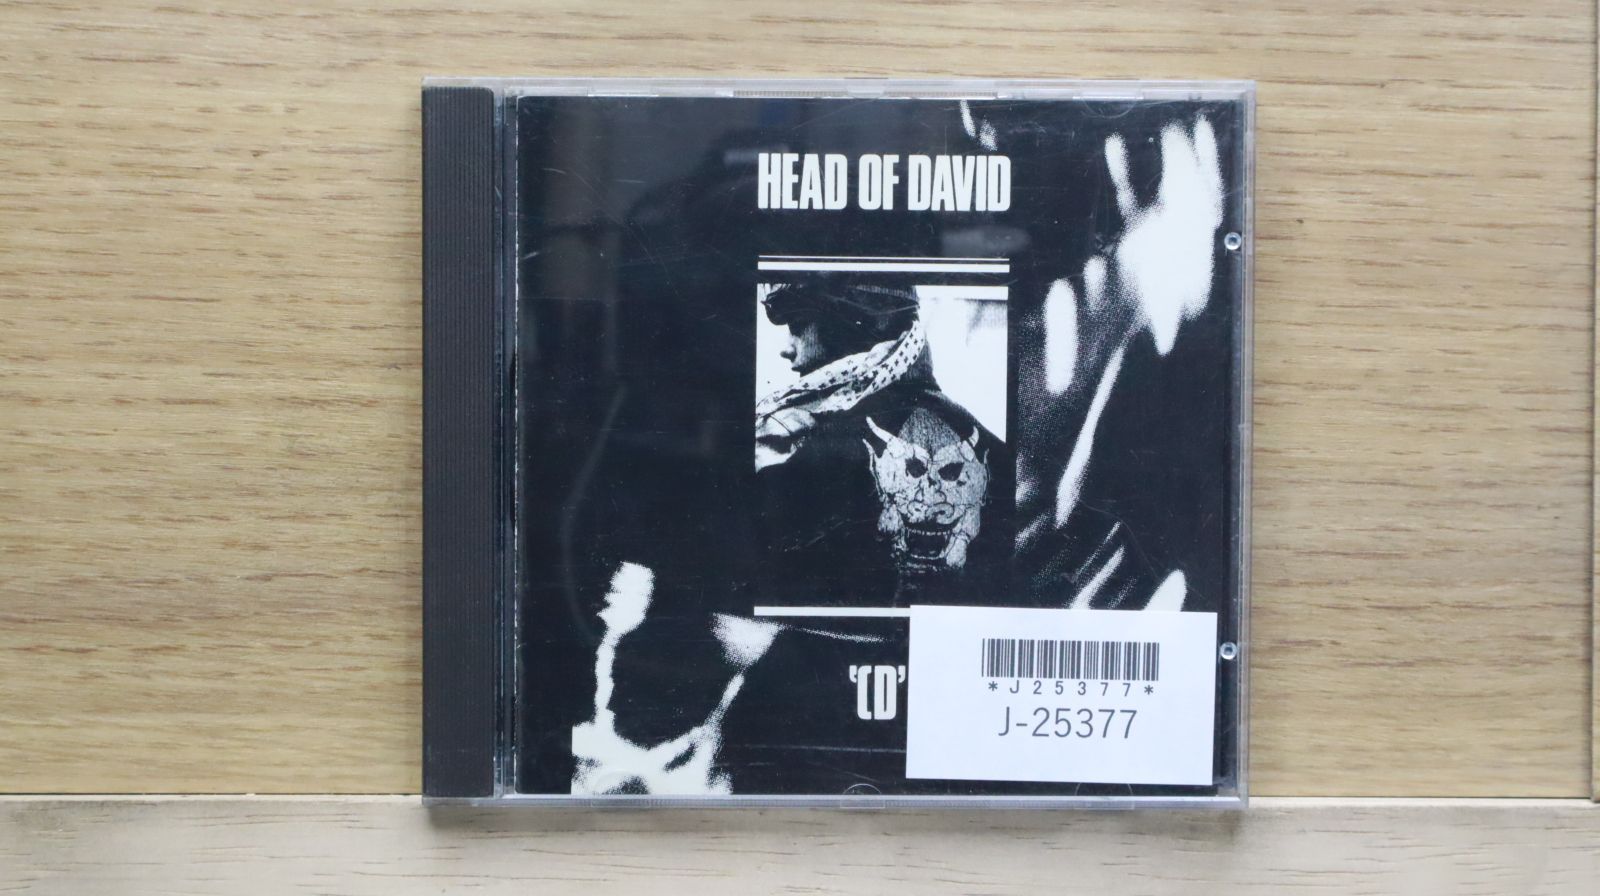 HEAD OF DAVID
'CD'
*J25377*
J-25377